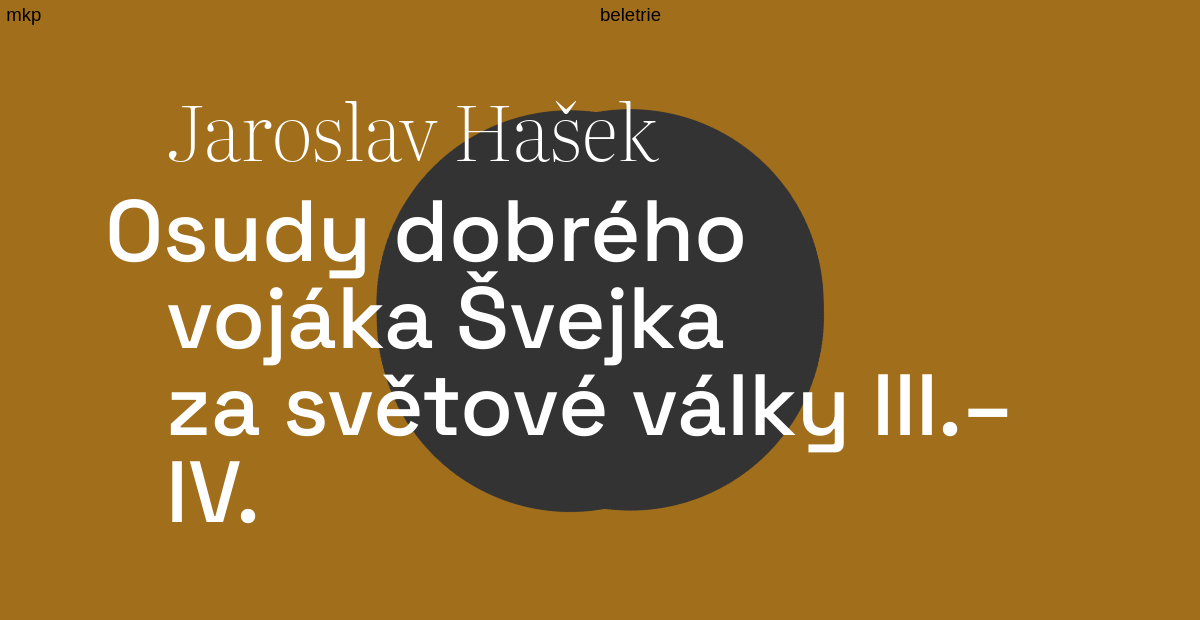 mkp
beletrie
Jaroslav Hašek
Osudy dobrého
vojáka Švejka
za světové války III.–
IV.